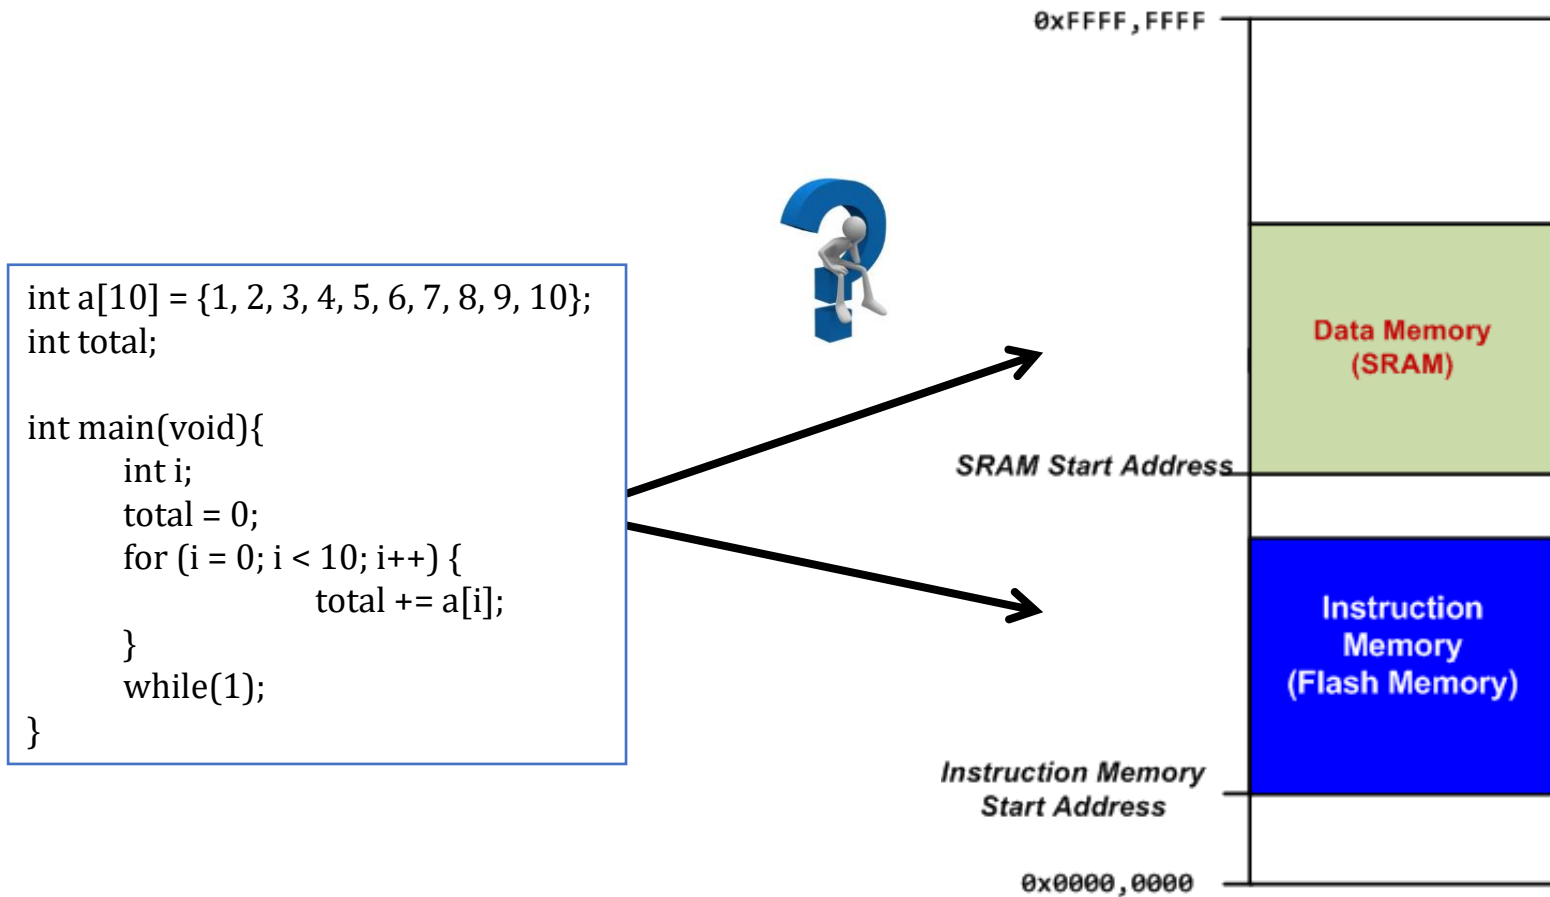 int a[10] = {1, 2, 3, 4, 5, 6, 7, 8, 9, 10};
int total;
int main(void){
int i;
total = 0;
for (i = 0; i < 10; i++) {
total += a[i];
}
while(1);
}
0xFFFF,FFFF
Data Memory
(SRAM)
SRAM Start Address
Instruction
Memory
(Flash Memory)
Instruction Memory
Start Address
0x0000,0000